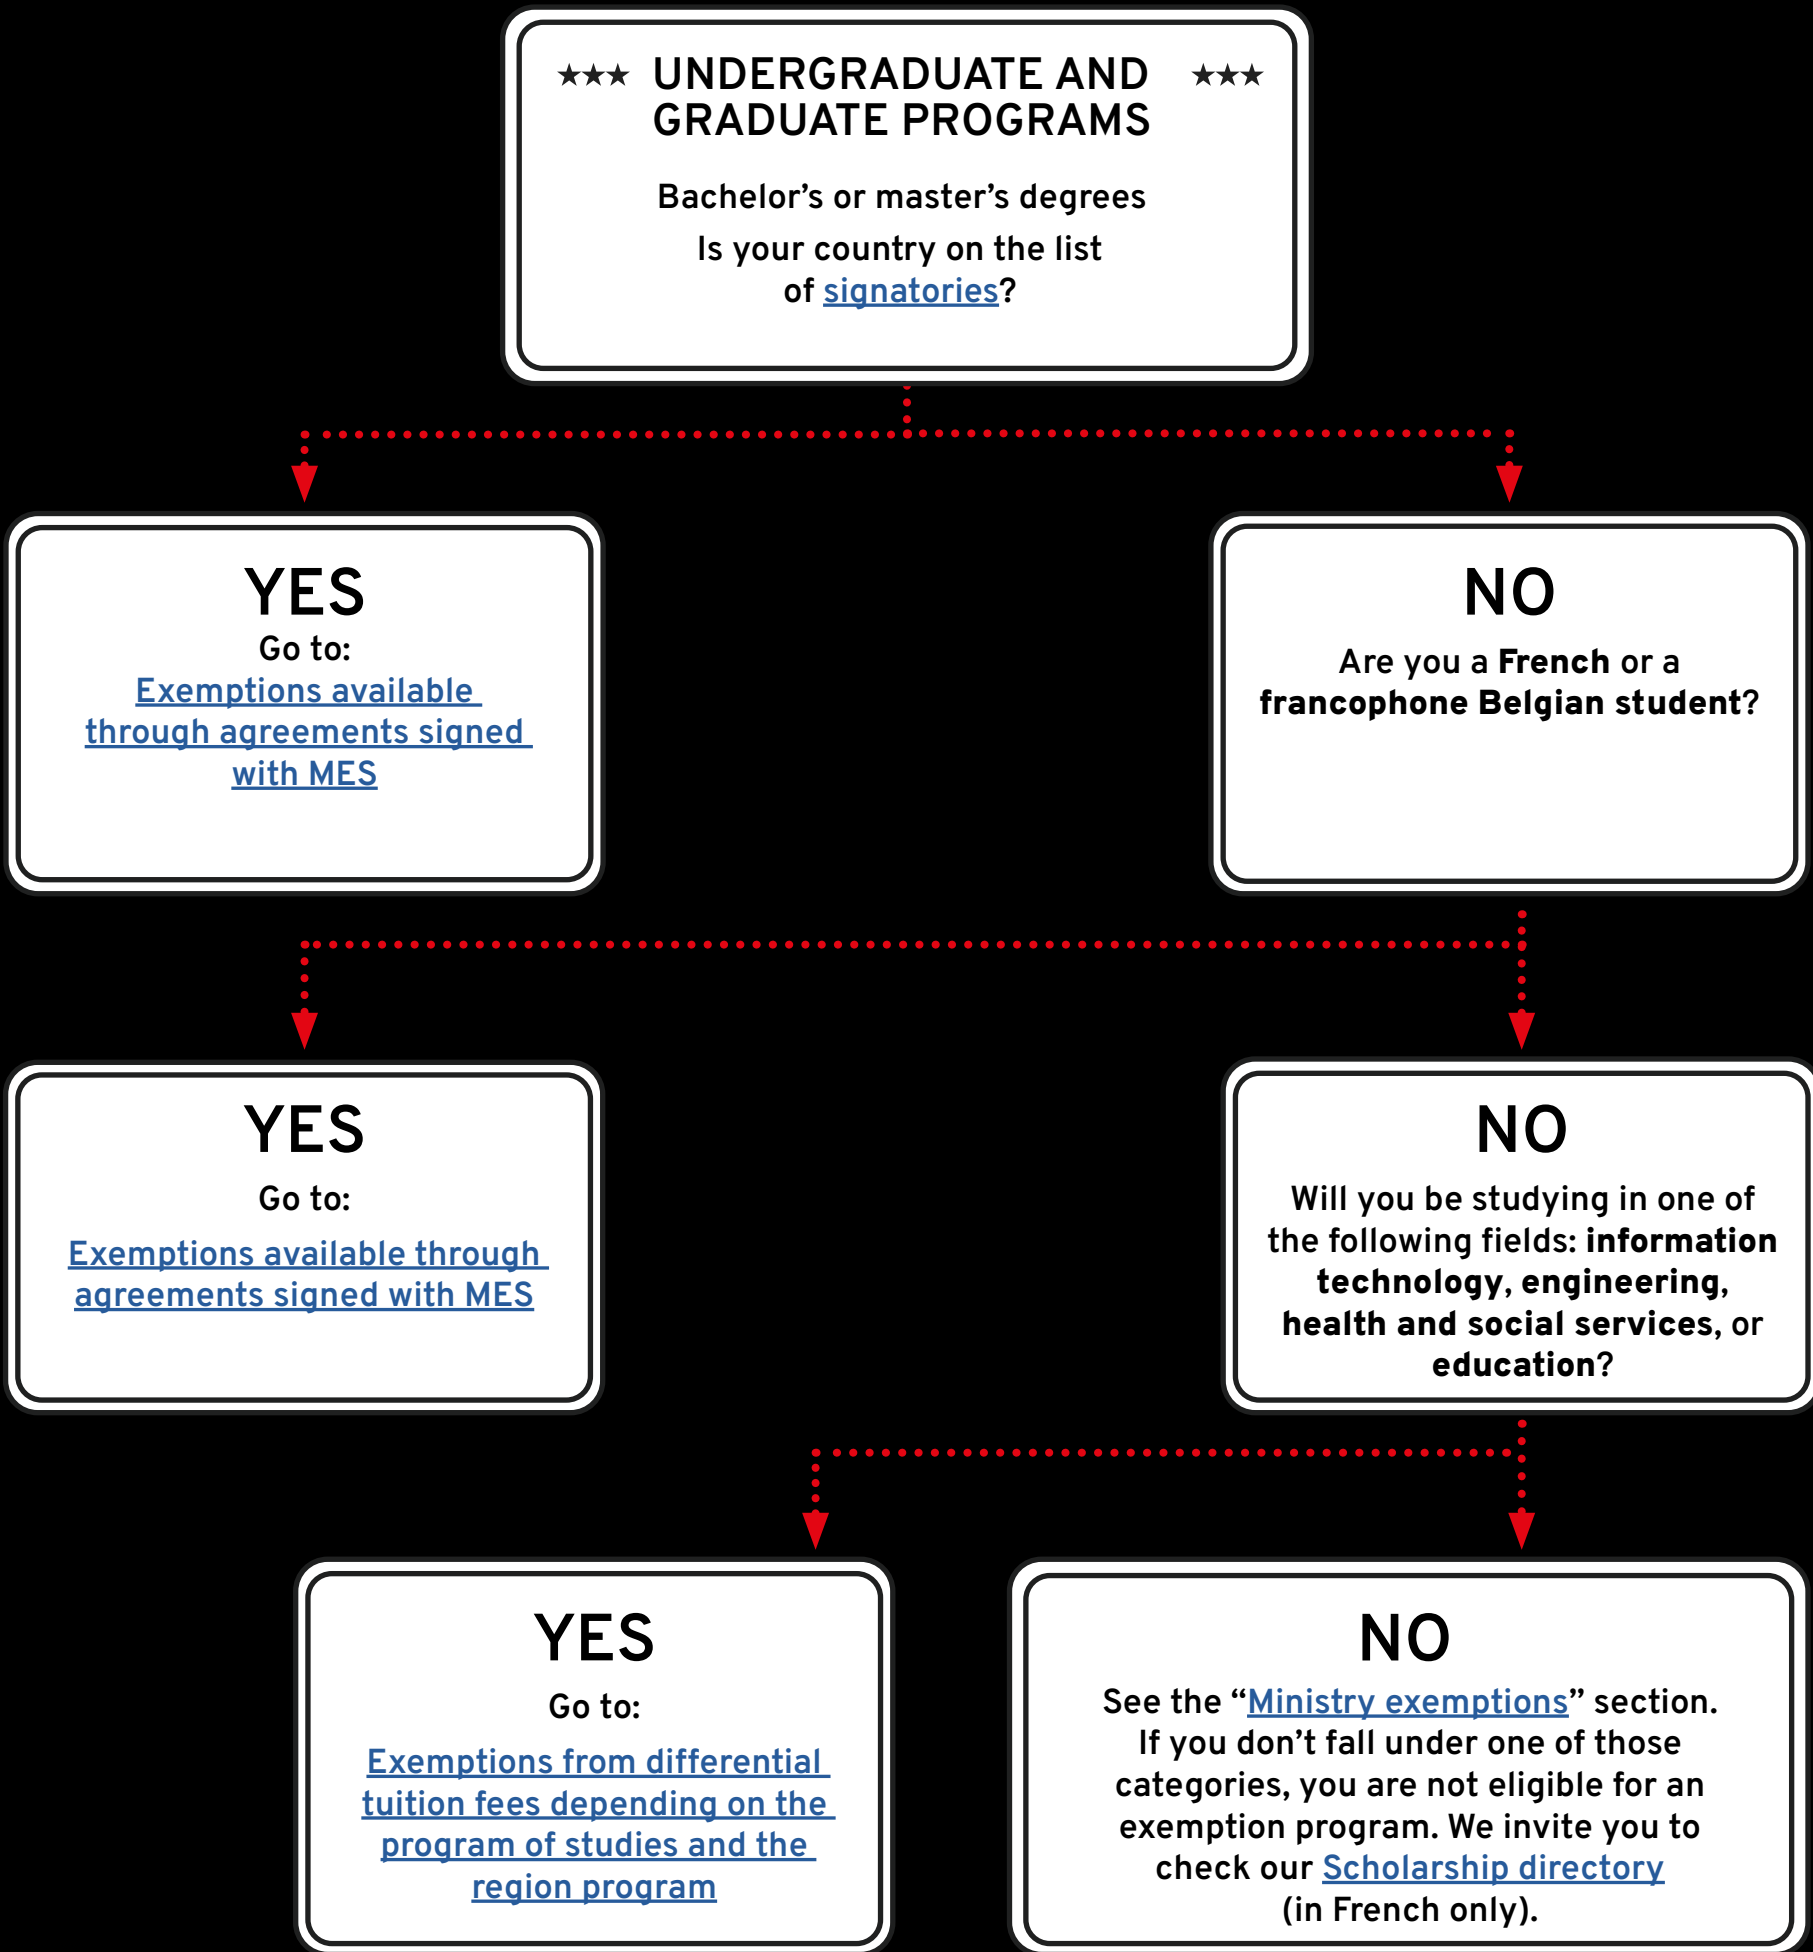 ★★★ UNDERGRADUATE AND ★★★
GRADUATE PROGRAMS
Bachelor’s or master’s degrees
Is your country on the list
of signatories?
YES
Go to:
Exemptions available
through agreements signed
with MES
NO
Are you a French or a
francophone Belgian student?
YES
Go to:
Exemptions available through
agreements signed with MES
NO
Will you be studying in one of
the following fields: information
technology, engineering,
health and social services, or
education?
YES
Go to:
Exemptions from differential
tuition fees depending on the
program of studies and the
region program
NO
See the “Ministry exemptions” section.
If you don’t fall under one of those
categories, you are not eligible for an
exemption program. We invite you to
check our Scholarship directory
(in French only).